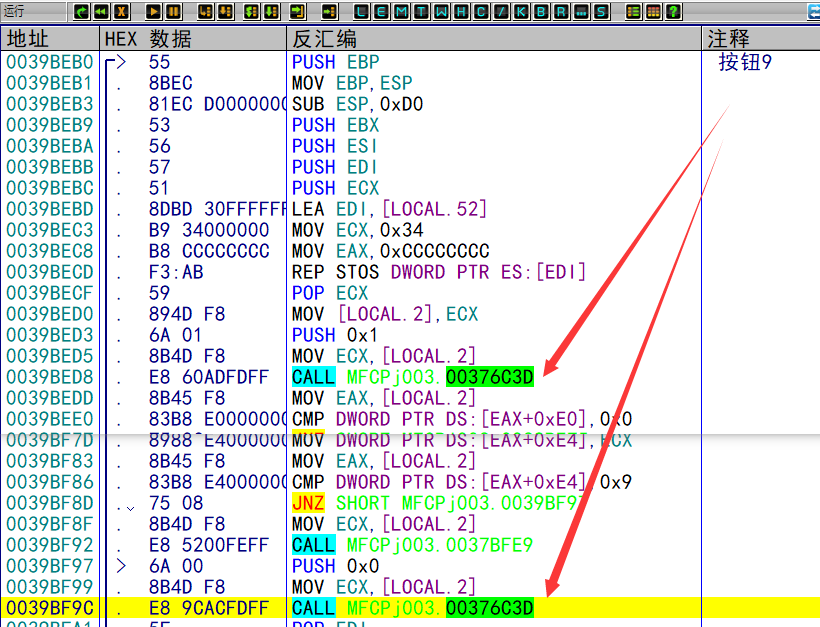 运行 L E M T W H C / K B R ... S ?
地址 HEX 数据 反汇编 注释
0039BEB0 > 55 PUSH EBP 按钮9
0039BEB1 . 8BEC MOV EBP,ESP
0039BEB3 . 81EC D0000000 SUB ESP,0xD0
0039BEB9 . 53 PUSH EBX
0039BEBA . 56 PUSH ESI
0039BEBB . 57 PUSH EDI
0039BEBC . 51 PUSH ECX
0039BEBD . 8DBD 30FFFFFF LEA EDI,[LOCAL.52]
0039BEC3 . B9 34000000 MOV ECX,0x34
0039BEC8 . B8 CCCCCCCC MOV EAX,0xCCCCCCCC
0039BECD . F3:AB REP STOS DWORD PTR ES:[EDI]
0039BECF . 59 POP ECX
0039BED0 . 894D F8 MOV [LOCAL.2],ECX
0039BED3 . 6A 01 PUSH 0x1
0039BED5 . 8B4D F8 MOV ECX,[LOCAL.2]
0039BED8 . E8 60ADFDFF CALL MFCPj003.00376C3D
0039BEDD . 8B45 F8 MOV EAX,[LOCAL.2]
0039BEE0 . 83B8 E0000000 CMP DWORD PTR DS:[EAX+0xE0],0x0
0039BF7D . 8988 E4000000 MOV DWORD PTR DS:[EAX+0xE4],ECX
0039BF83 . 8B45 F8 MOV EAX,[LOCAL.2]
0039BF86 . 83B8 E4000000 CMP DWORD PTR DS:[EAX+0xE4],0x9
0039BF8D . 75 08 JNZ SHORT MFCPj003.0039BF97
0039BF8F . 8B4D F8 MOV ECX,[LOCAL.2]
0039BF92 . E8 5200FEFF CALL MFCPj003.0037BFE9
0039BF97 > 6A 00 PUSH 0x0
0039BF99 . 8B4D F8 MOV ECX,[LOCAL.2]
0039BF9C . E8 9CACFDFF CALL MFCPj003.00376C3D